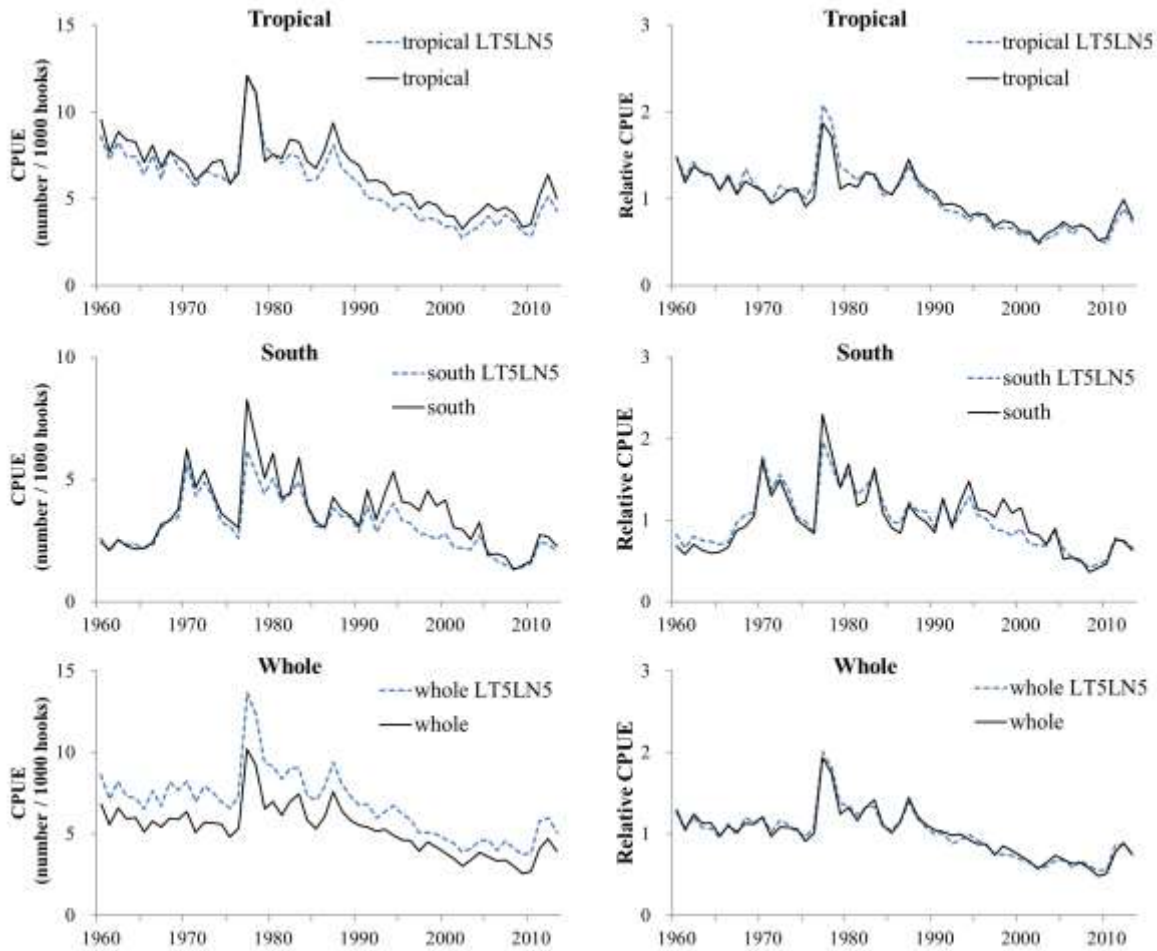 Tropical
CPUE
(number / 1000 hooks)
15
10
5
0
tropical LT5LN5
tropical
1960 1970 1980 1990 2000 2010
Tropical
Relative CPUE
3
2
1
0
tropical LT5LN5
tropical
1960 1970 1980 1990 2000 2010
South
CPUE
(number / 1000 hooks)
10
5
0
south LT5LN5
south
1960 1970 1980 1990 2000 2010
South
Relative CPUE
3
2
1
0
south LT5LN5
south
1960 1970 1980 1990 2000 2010
Whole
CPUE
(number / 1000 hooks)
15
10
5
0
whole LT5LN5
whole
1960 1970 1980 1990 2000 2010
Whole
Relative CPUE
3
2
1
0
whole LT5LN5
whole
1960 1970 1980 1990 2000 2010